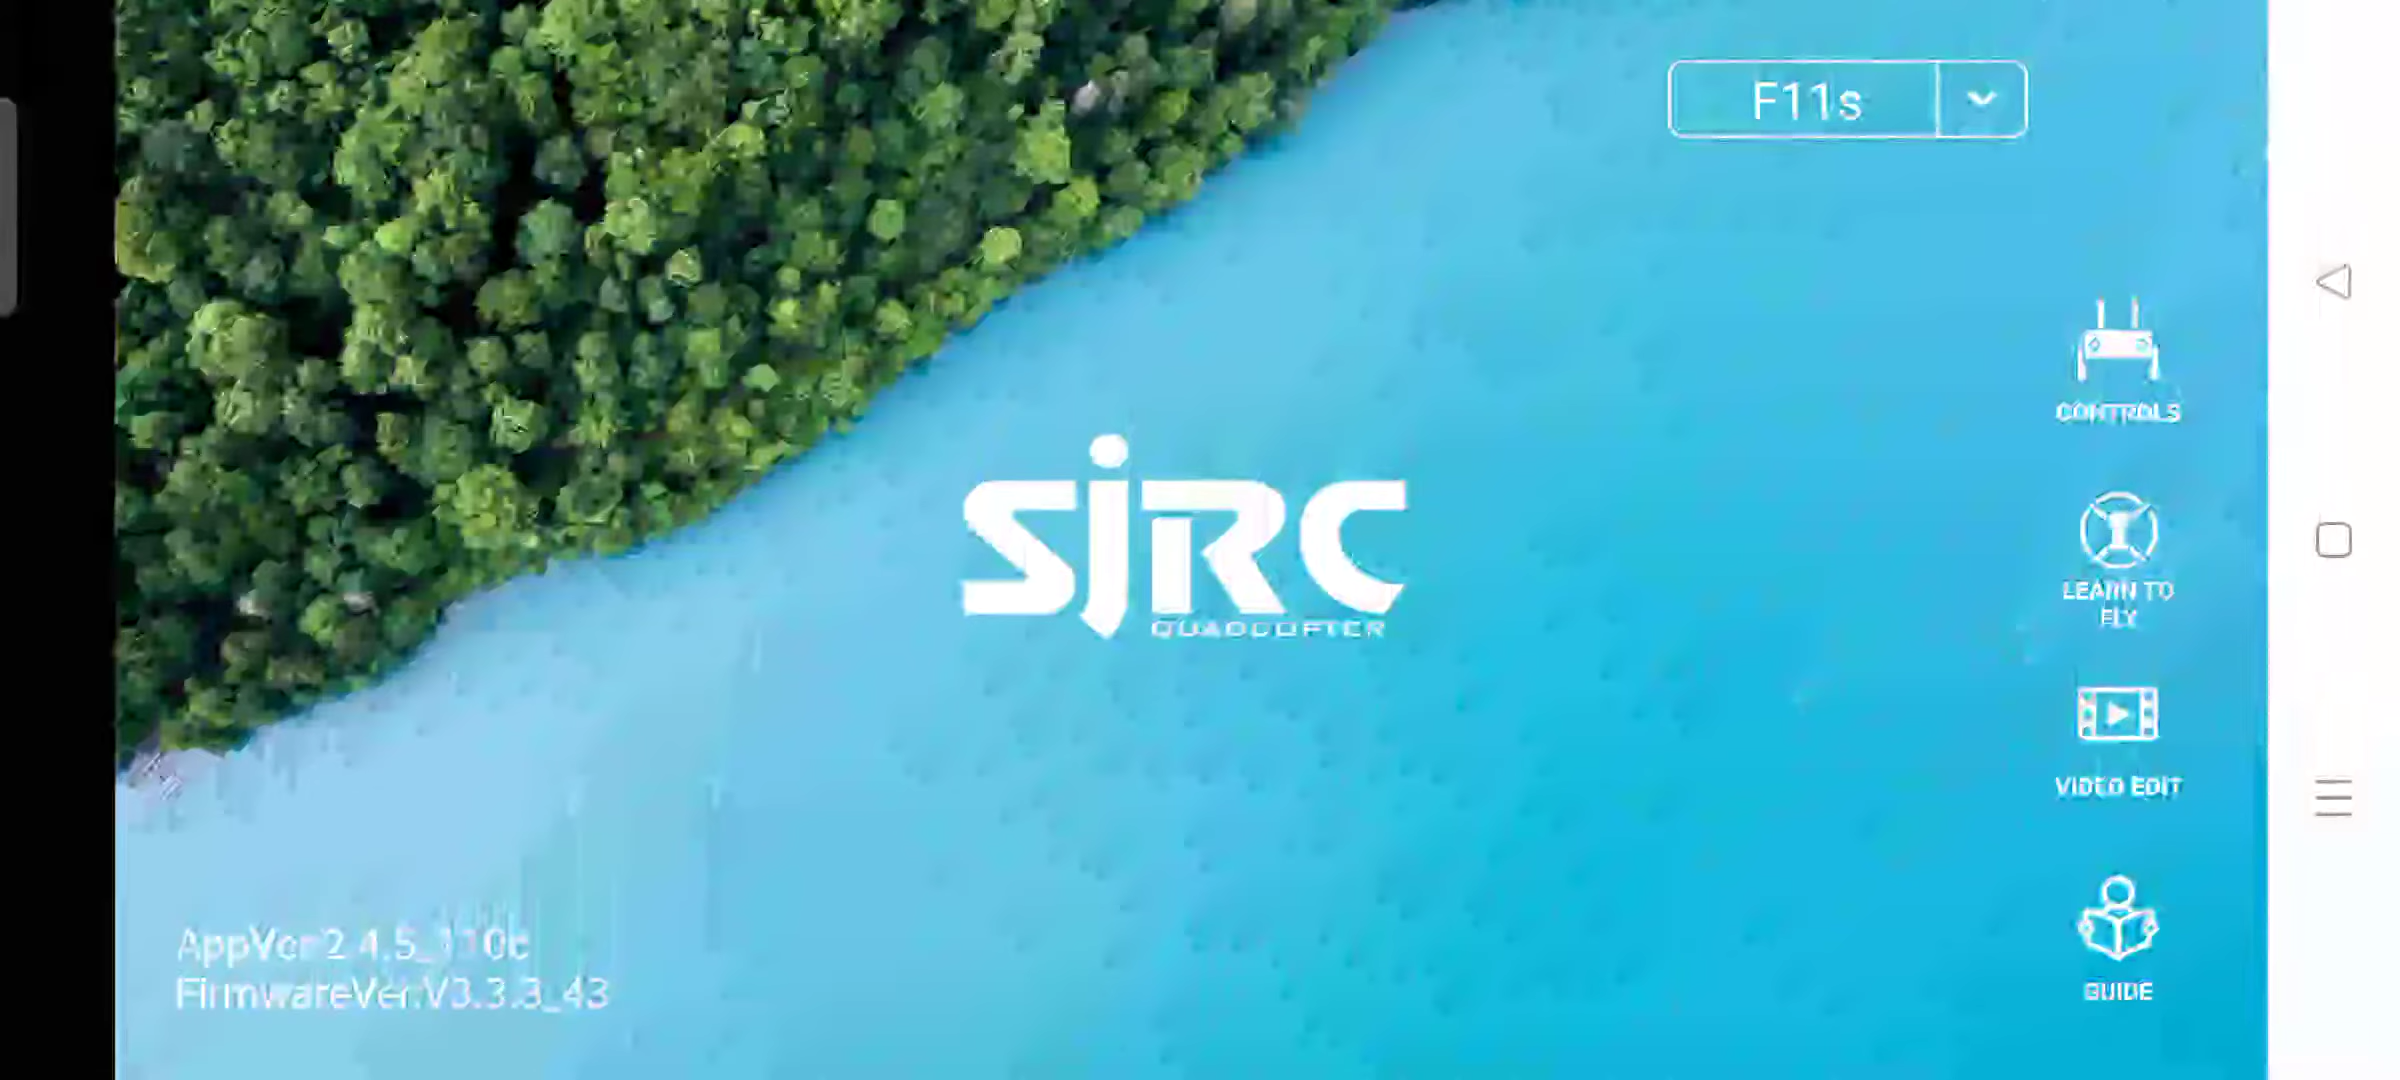 F11s
CONTROLS
sjRC
QUADCOPTER
LEARN TO
FLY
VIDEO EDIT
GUIDE
FirmwareVer:V3.3.3_43